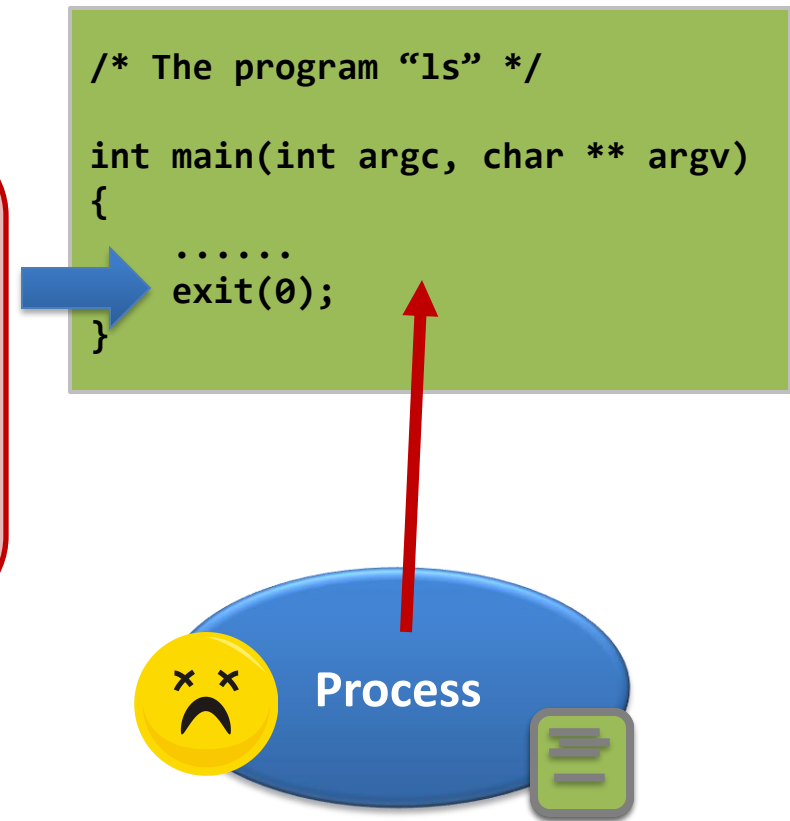 /* The program “ls” */
int main(int argc, char ** argv)
{
......
exit(0);
}
Process